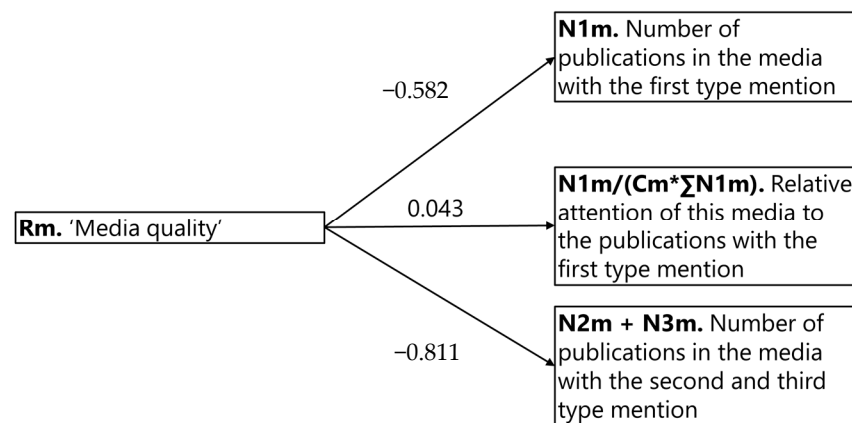 N1m. Number of
publications in the media
with the first type mention
−0.582
N1m/(Cm*∑N1m). Relative
attention of this media to
the publications with the
first type mention
0.043
Rm. ‘Media quality’
N2m + N3m. Number of
publications in the media
with the second and third
type mention
−0.811